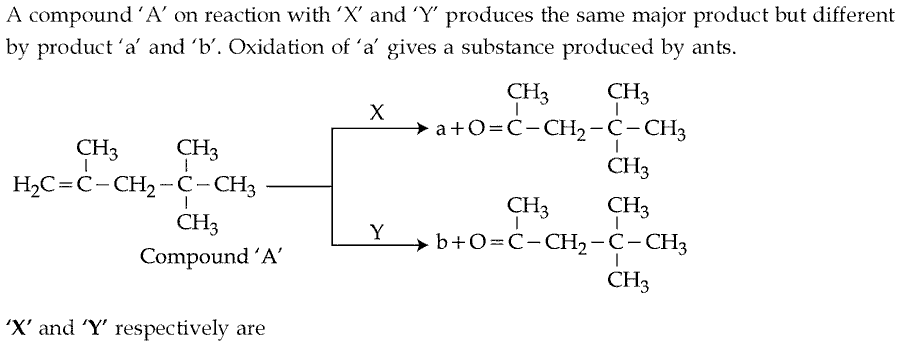 A compound ‘A’ on reaction with ‘X’ and ‘Y’ produces the same major product but different
by product ‘a’ and ‘b’. Oxidation of ‘a’ gives a substance produced by ants.
CH₃ CH₃
X
a+O=C–CH₂–C–CH₃
CH₃
CH₃ CH₃
H₂C=C–CH₂–C–CH₃
CH₃
Compound ‘A’
CH₃ CH₃
Y
b+O=C–CH₂–C–CH₃
CH₃
‘X’ and ‘Y’ respectively are